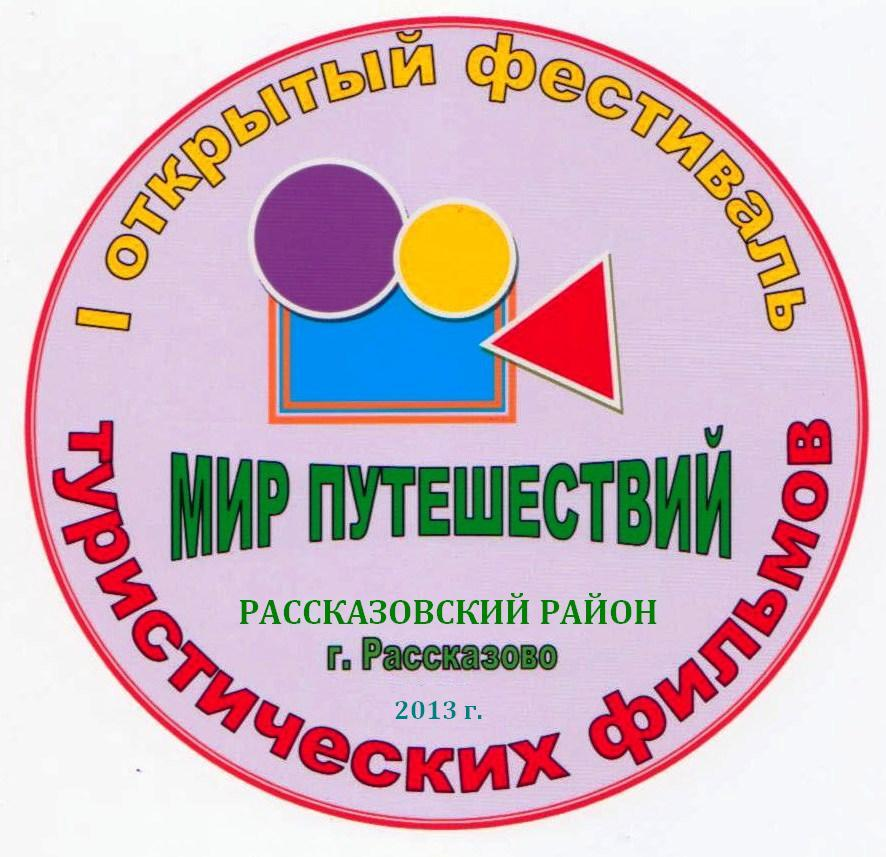 I открытый фестиваль
МИР ПУТЕШЕСТВИЙ
РАССКАЗОВСКИЙ РАЙОН
г. Рассказово
2013 г.
туристических фильмов